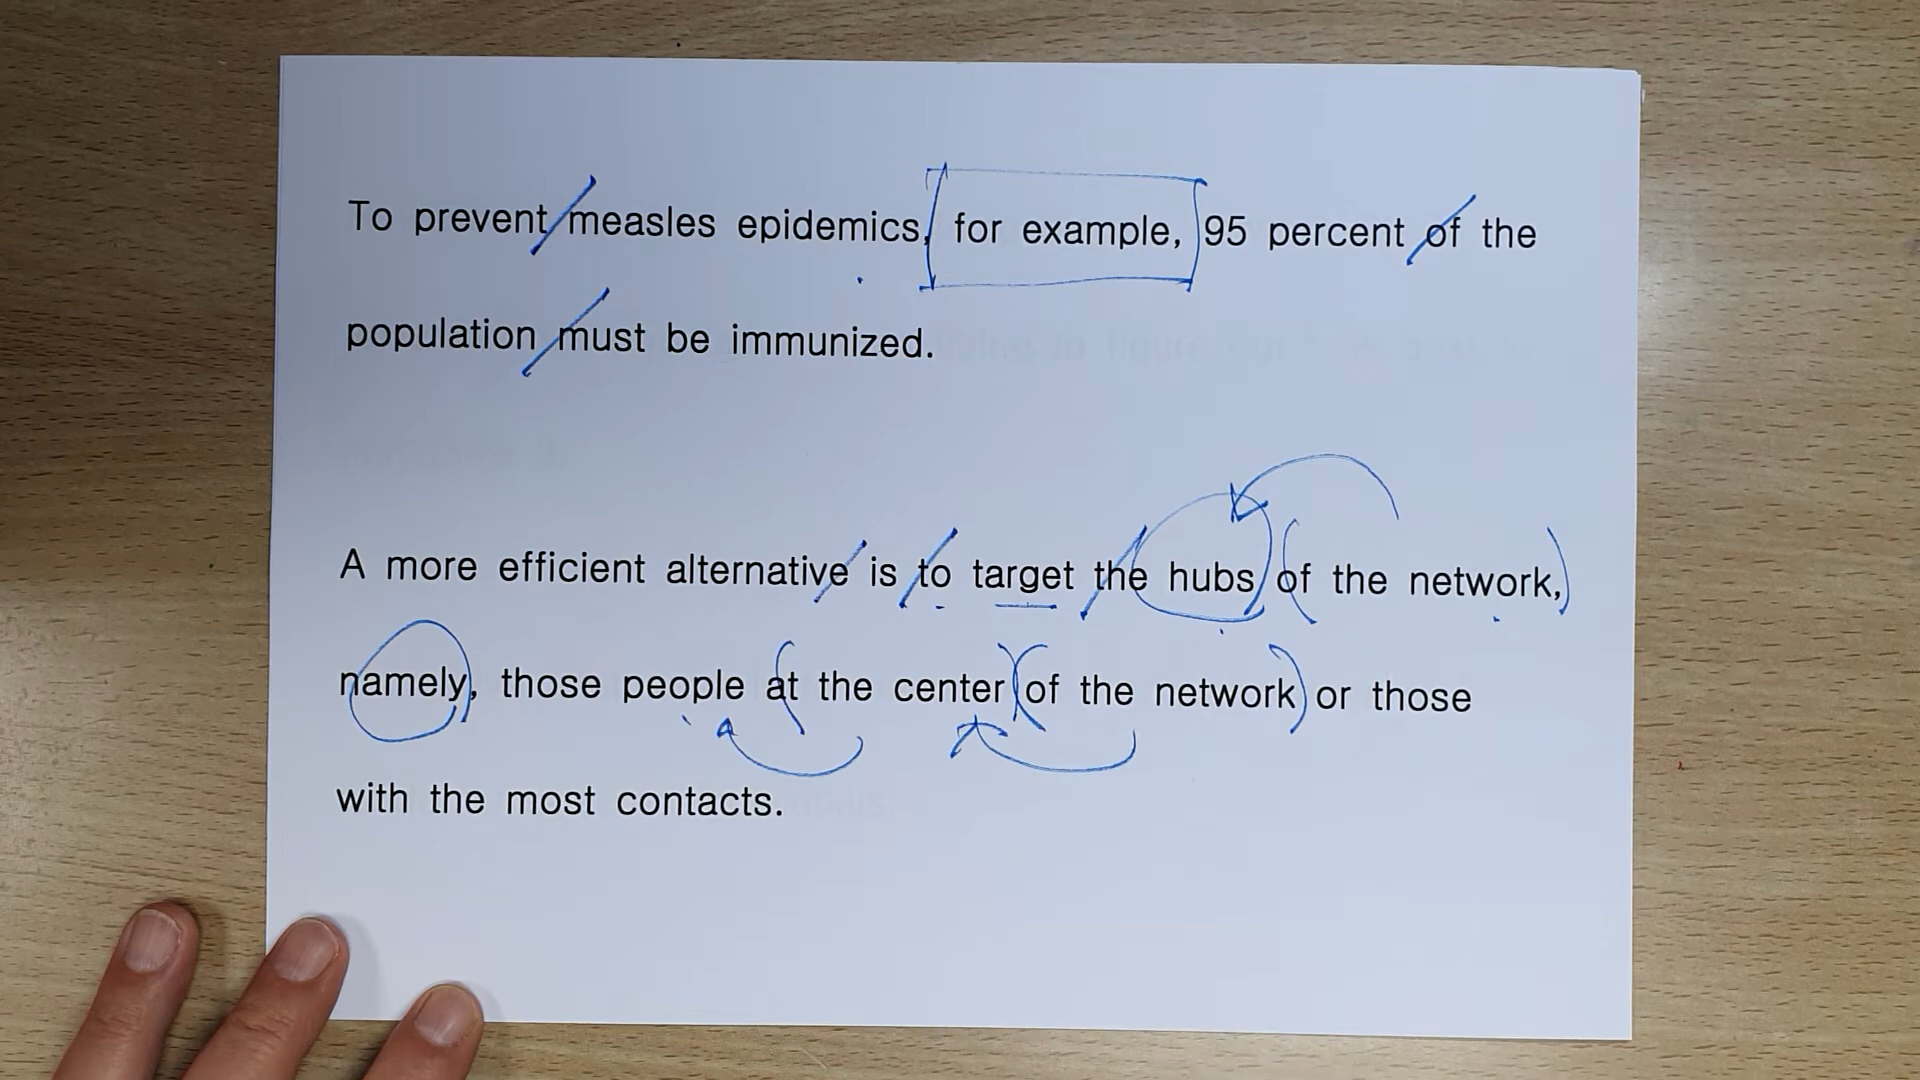 To prevent measles epidemics, for example, 95 percent of the
population must be immunized.
A more efficient alternative is to target the hubs of the network,
namely, those people at the center of the network or those
with the most contacts.